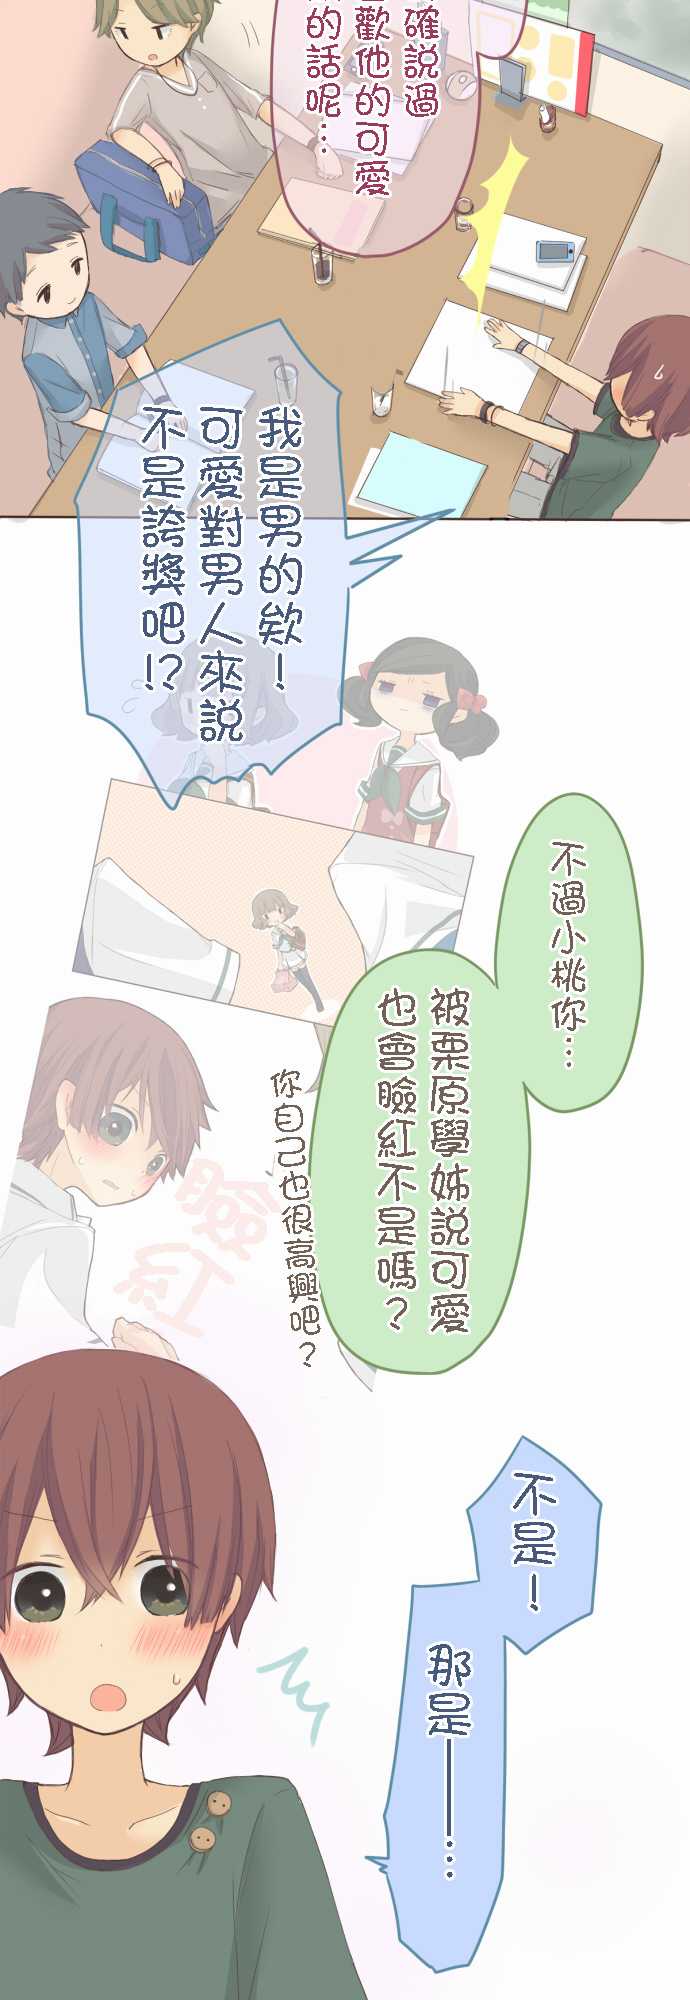 確說過
歡他的可愛
的話呢…
我是男的欸！
可愛對男人來說
不是誇獎吧!?
不過小桃你…
被栗原學姊說可愛
也會臉紅不是嗎？
你自己也很高興吧？
臉紅
不是！
那是——…